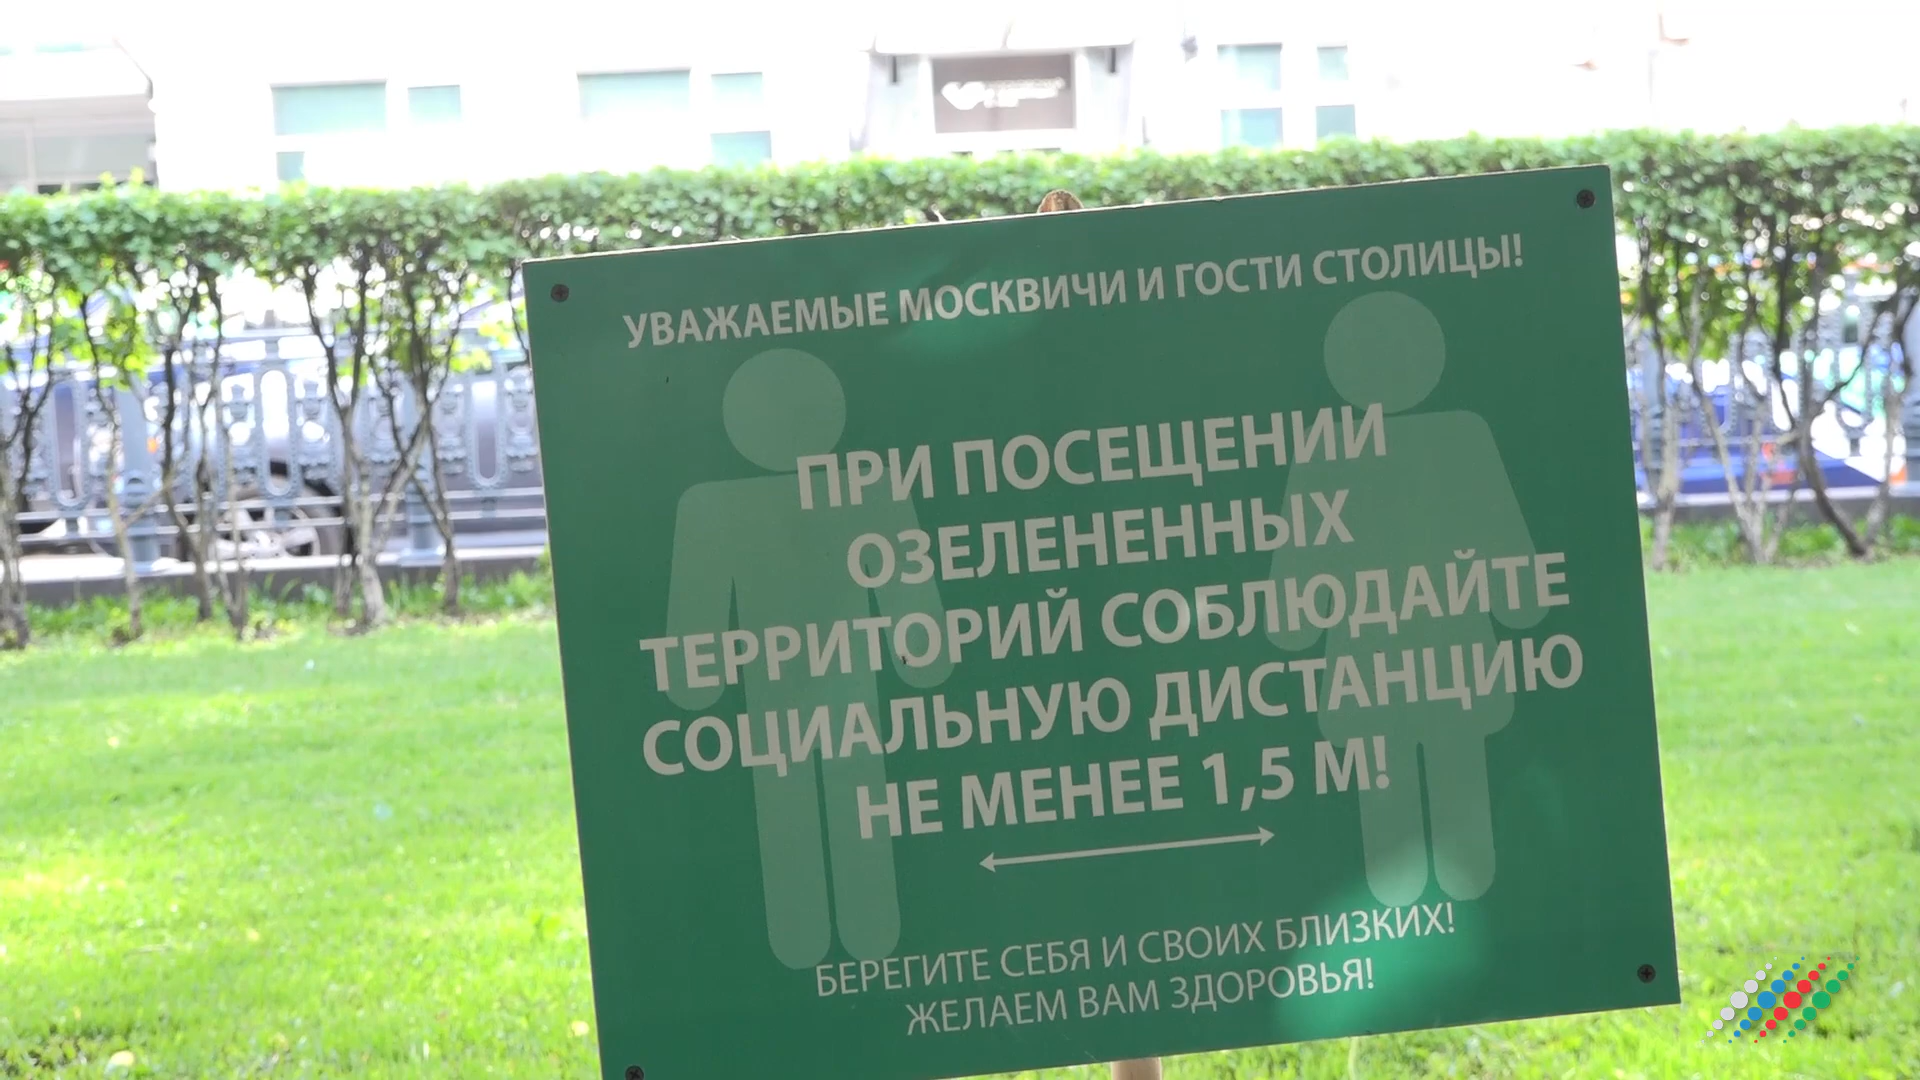 УВАЖАЕМЫЕ МОСКВИЧИ И ГОСТИ СТОЛИЦЫ!
ПРИ ПОСЕЩЕНИИ
ОЗЕЛЕНЕННЫХ
ТЕРРИТОРИЙ СОБЛЮДАЙТЕ
СОЦИАЛЬНУЮ ДИСТАНЦИЮ
НЕ МЕНЕЕ 1,5 М!
БЕРЕГИТЕ СЕБЯ И СВОИХ БЛИЗКИХ!
ЖЕЛАЕМ ВАМ ЗДОРОВЬЯ!